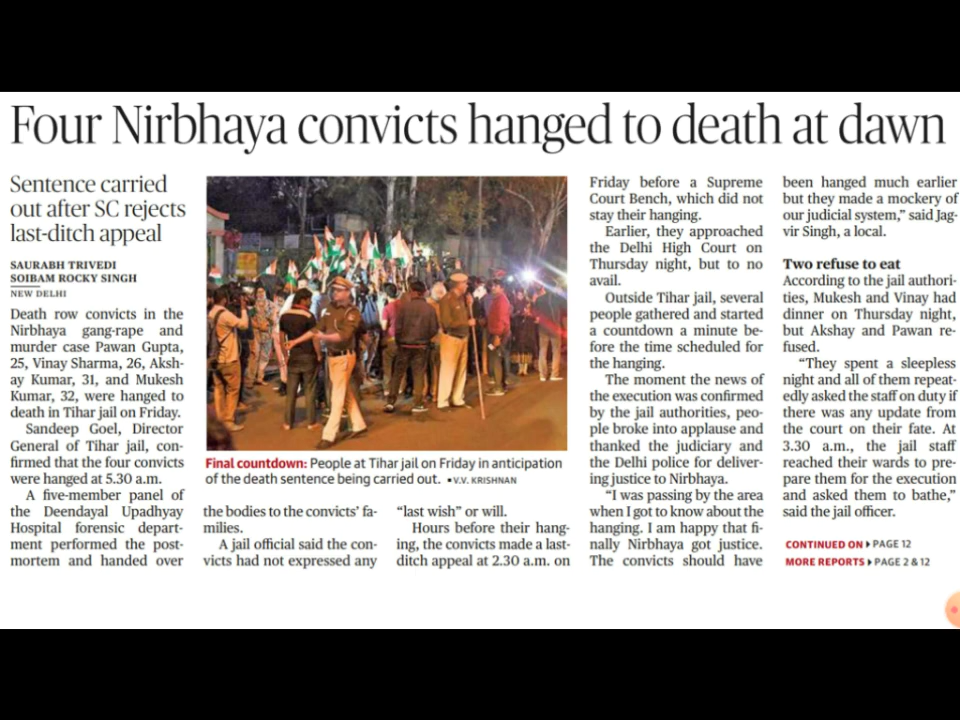 Four Nirbhaya convicts hanged to death at dawn
Sentence carried
out after SC rejects
last-ditch appeal
SAURABH TRIVEDI
SOIBAM ROCKY SINGH
NEW DELHI
Death row convicts in the
Nirbhaya gang-rape and
murder case Pawan Gupta,
25, Vinay Sharma, 26, Aksh-
ay Kumar, 31, and Mukesh
Kumar, 32, were hanged to
death in Tihar jail on Friday.
Sandeep Goel, Director
General of Tihar jail, con-
firmed that the four convicts
were hanged at 5.30 a.m.
A five-member panel of
the Deendayal Upadhyay
Hospital forensic depart-
ment performed the post-
mortem and handed over
Final countdown: People at Tihar jail on Friday in anticipation
of the death sentence being carried out. ▪ V.V. KRISHNAN
the bodies to the convicts' fa-
milies.
A jail official said the con-
victs had not expressed any
"last wish" or will.
Hours before their hang-
ing, the convicts made a last-
ditch appeal at 2.30 a.m. on
Friday before a Supreme
Court Bench, which did not
stay their hanging.
Earlier, they approached
the Delhi High Court on
Thursday night, but to no
avail.
Outside Tihar jail, several
people gathered and started
a countdown a minute be-
fore the time scheduled for
the hanging.
The moment the news of
the execution was confirmed
by the jail authorities, peo-
ple broke into applause and
thanked the judiciary and
the Delhi police for deliver-
ing justice to Nirbhaya.
"I was passing by the area
when I got to know about the
hanging. I am happy that fi-
nally Nirbhaya got justice.
The convicts should have
been hanged much earlier
but they made a mockery of
our judicial system," said Jag-
vir Singh, a local.
Two refuse to eat
According to the jail authori-
ties, Mukesh and Vinay had
dinner on Thursday night,
but Akshay and Pawan re-
fused.
"They spent a sleepless
night and all of them repeat-
edly asked the staff on duty if
there was any update from
the court on their fate. At
3.30 a.m., the jail staff
reached their wards to pre-
pare them for the execution
and asked them to bathe,"
said the jail officer.
CONTINUED ON ▸ PAGE 12
MORE REPORTS ▸ PAGE 2 & 12